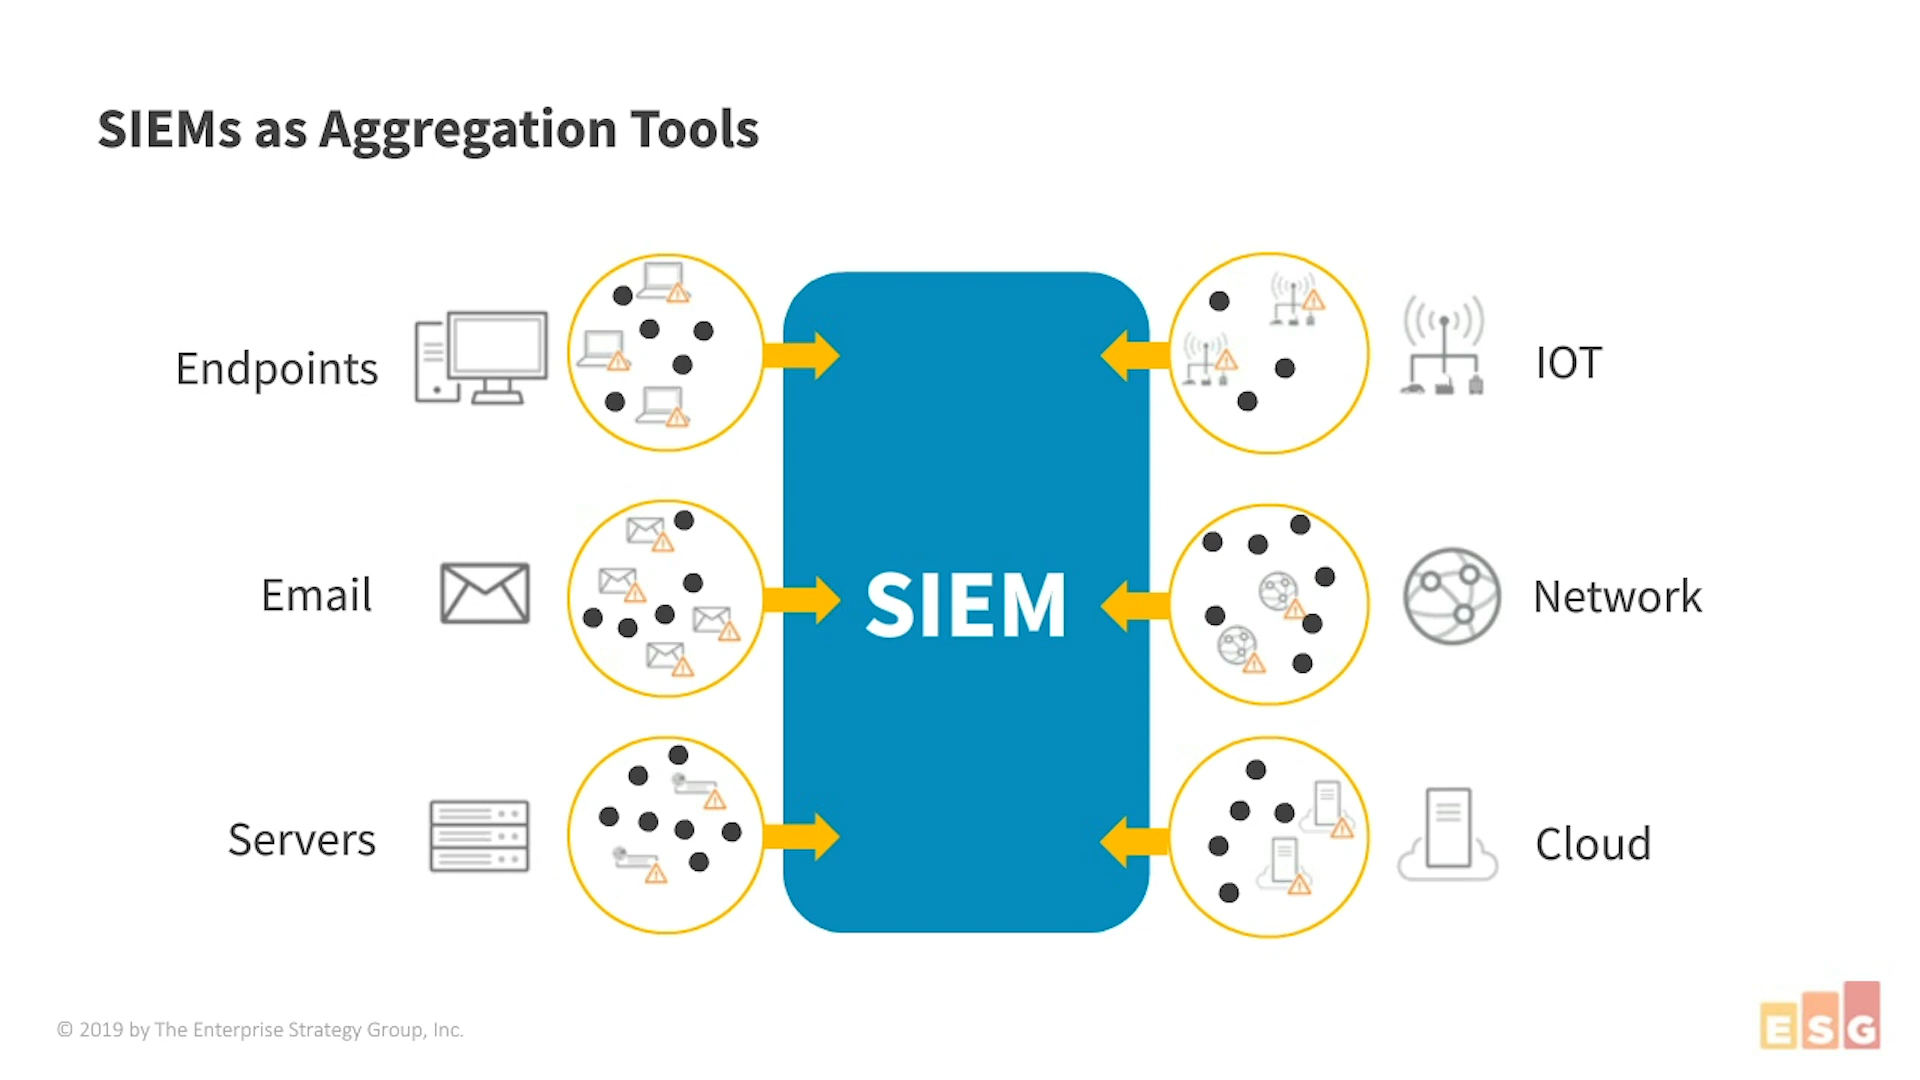 SIEMs as Aggregation Tools
Endpoints
IOT
Email
SIEM
Network
Servers
Cloud
© 2019 by The Enterprise Strategy Group, Inc.
ESG